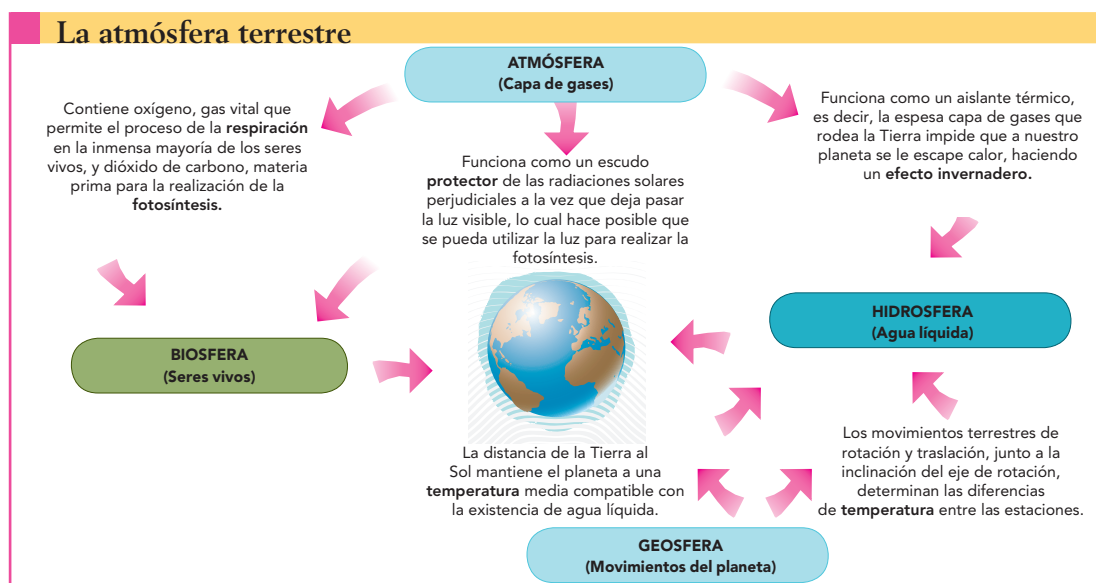 La atmósfera terrestre
ATMÓSFERA
(Capa de gases)
Contiene oxígeno, gas vital que
permite el proceso de la respiración
en la inmensa mayoría de los seres
vivos, y dióxido de carbono, materia
prima para la realización de la
fotosíntesis.
Funciona como un escudo
protector de las radiaciones solares
perjudiciales a la vez que deja pasar
la luz visible, lo cual hace posible que
se pueda utilizar la luz para realizar la
fotosíntesis.
Funciona como un aislante térmico,
es decir, la espesa capa de gases que
rodea la Tierra impide que a nuestro
planeta se le escape calor, haciendo
un efecto invernadero.
BIOSFERA
(Seres vivos)
HIDROSFERA
(Agua líquida)
La distancia de la Tierra al
Sol mantiene el planeta a una
temperatura media compatible con
la existencia de agua líquida.
Los movimientos terrestres de
rotación y traslación, junto a la
inclinación del eje de rotación,
determinan las diferencias
de temperatura entre las estaciones.
GEOSFERA
(Movimientos del planeta)